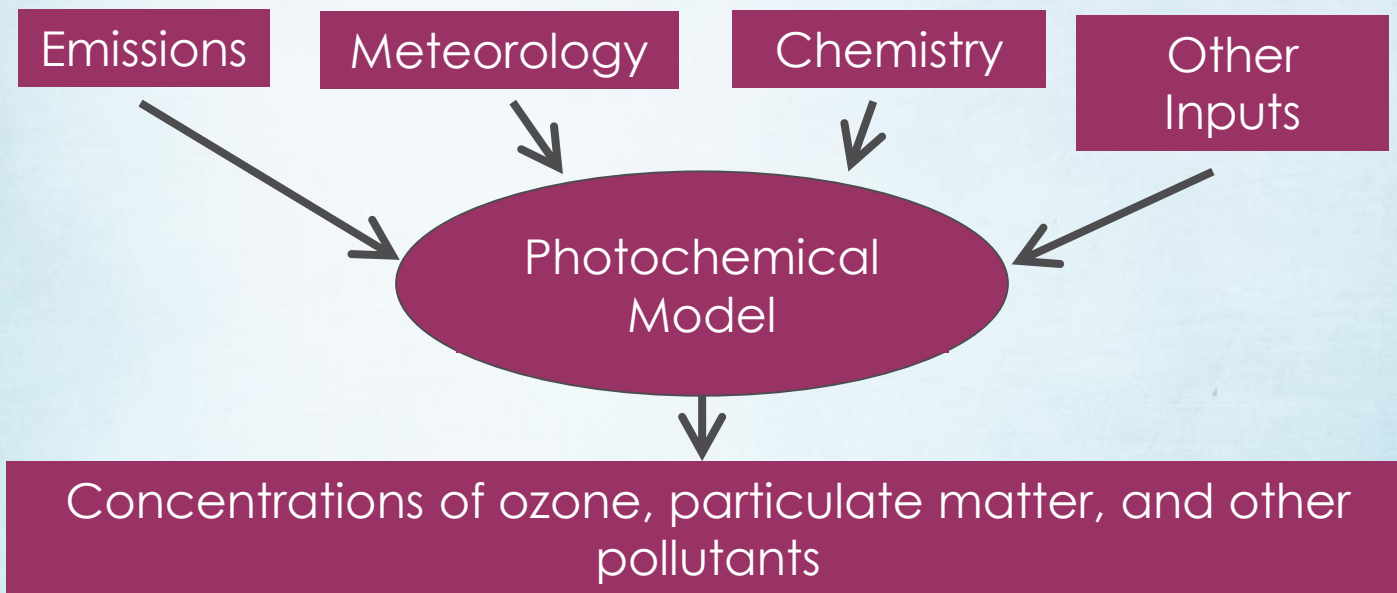 Emissions
Meteorology
Chemistry
Other
Inputs
Photochemical
Model
Concentrations of ozone, particulate matter, and other
pollutants